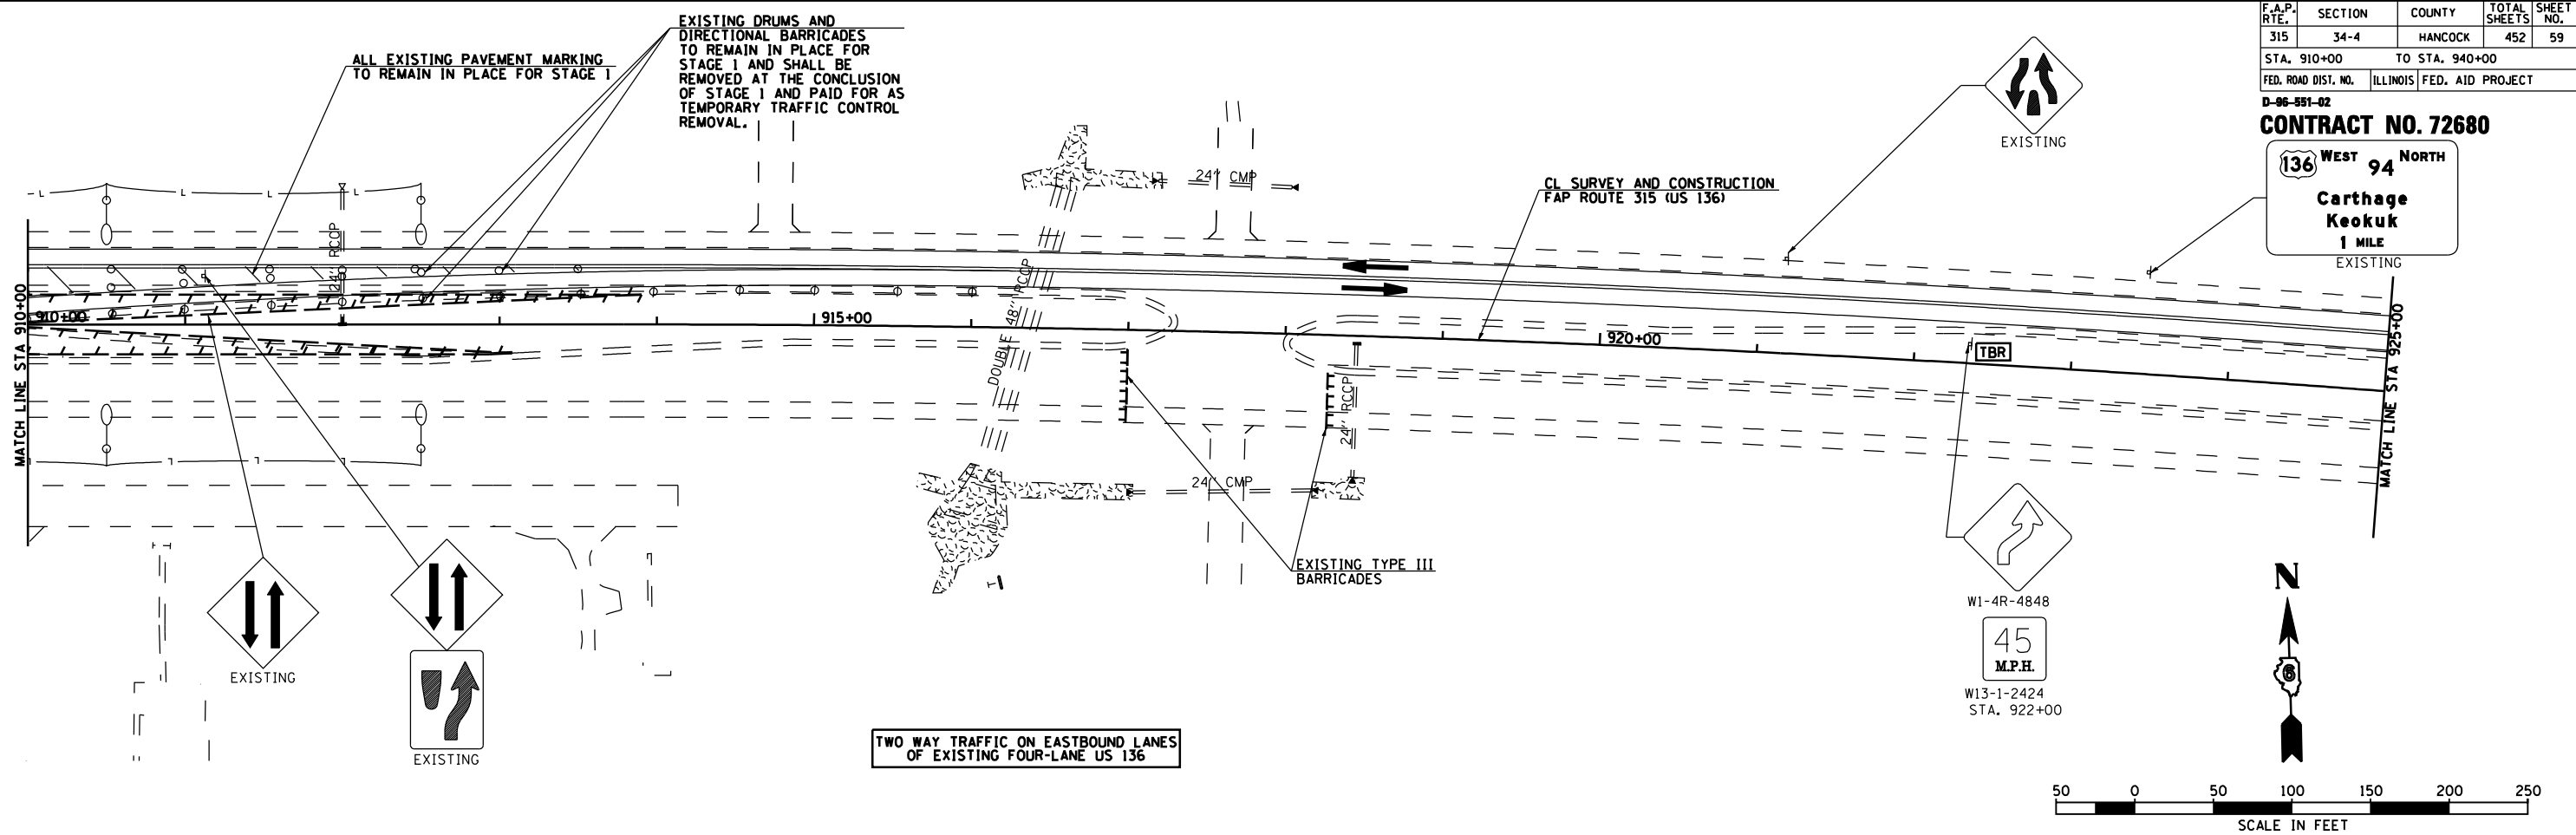 F.A.P. RTE. SECTION COUNTY TOTAL SHEETS SHEET NO.
315 34-4 HANCOCK 452 59
STA. 910+00 TO STA. 940+00
FED. ROAD DIST. NO. ILLINOIS FED. AID PROJECT
D-96-551-02
CONTRACT NO. 72680
136 WEST 94 NORTH
Carthage
Keokuk
1 MILE
EXISTING
EXISTING
EXISTING DRUMS AND
DIRECTIONAL BARRICADES
TO REMAIN IN PLACE FOR
STAGE 1 AND SHALL BE
REMOVED AT THE CONCLUSION
OF STAGE 1 AND PAID FOR AS
TEMPORARY TRAFFIC CONTROL
REMOVAL.
ALL EXISTING PAVEMENT MARKING
TO REMAIN IN PLACE FOR STAGE 1
CL SURVEY AND CONSTRUCTION
FAP ROUTE 315 (US 136)
24" CMP
L
L
L
L
24" RCCP
DOUBLE 48" RCCP
MATCH LINE STA 910+00
910+00
915+00
920+00
TBR
MATCH LINE STA 925+00
24" RCCP
24" CMP
EXISTING TYPE III
BARRICADES
EXISTING
EXISTING
W1-4R-4848
45
M.P.H.
W13-1-2424
STA. 922+00
TWO WAY TRAFFIC ON EASTBOUND LANES
OF EXISTING FOUR-LANE US 136
N
6
50 0 50 100 150 200 250
SCALE IN FEET